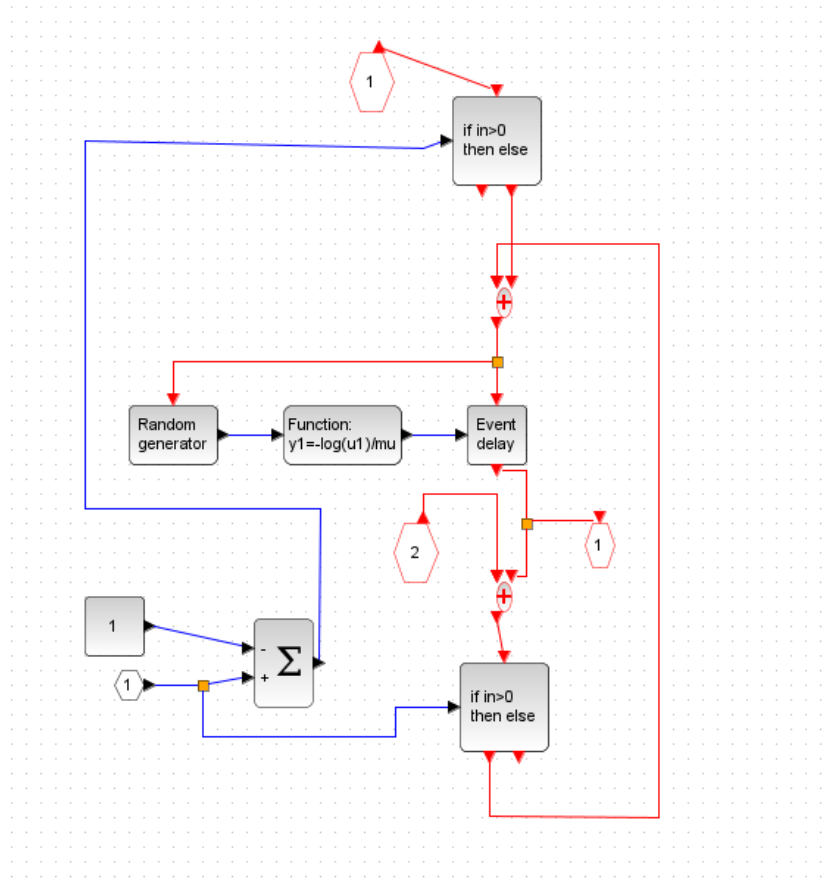 1
if in>0
then else
+
Random
generator
Function:
y1=-log(u1)/mu
Event
delay
2
1
+
1
-
Σ
+
1
if in>0
then else